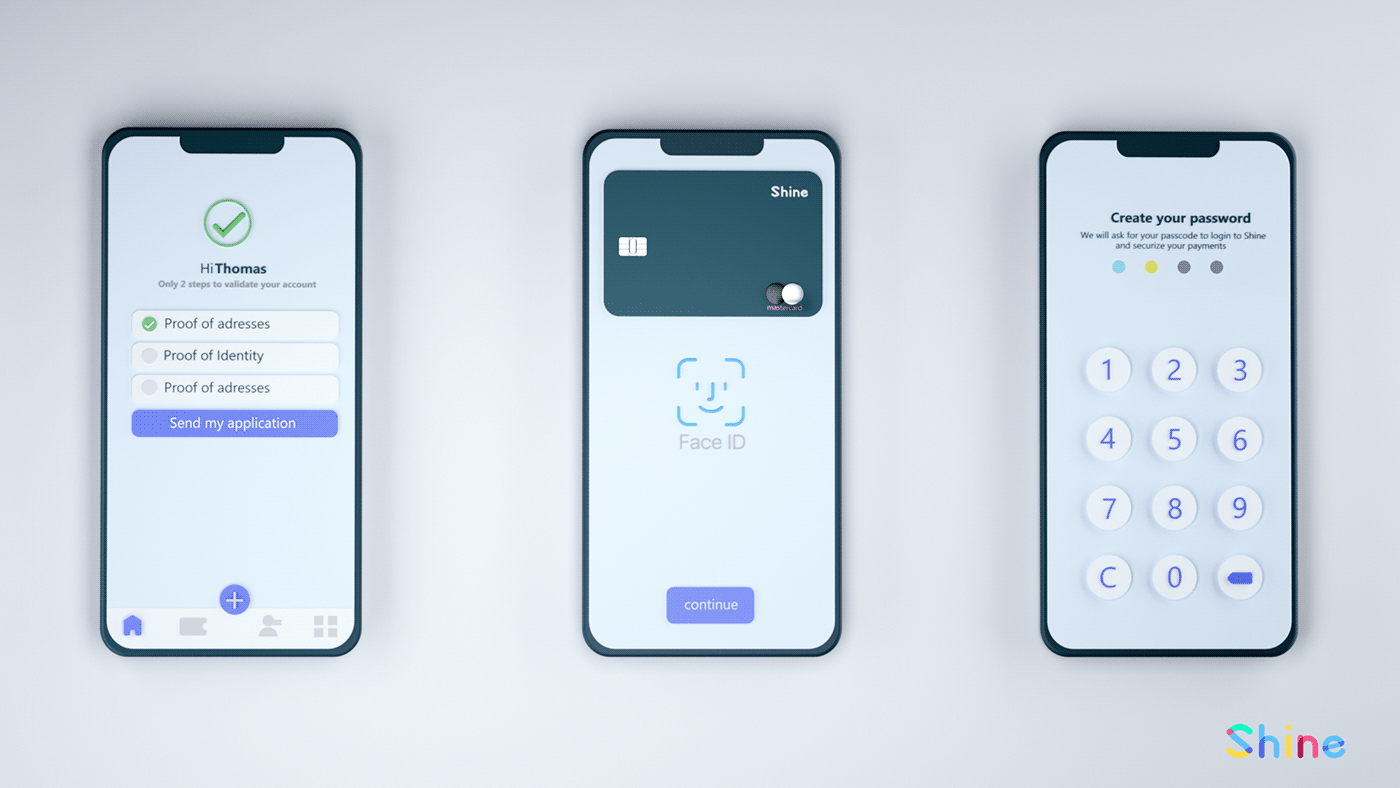 Hi Thomas
Only 2 steps to validate your account
Proof of adresses
Proof of Identity
Proof of adresses
Send my application
Shine
mastercard
Face ID
continue
Create your password
We will ask for your passcode to login to Shine
and securize your payments
1 2 3
4 5 6
7 8 9
C 0
Shine